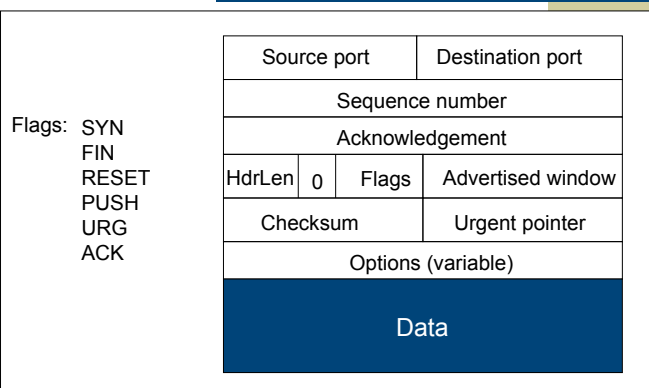 Source port Destination port
Sequence number
Flags: SYN
Acknowledgement
FIN
RESET
HdrLen 0 Flags Advertised window
PUSH
URG
Checksum Urgent pointer
ACK
Options (variable)
Data